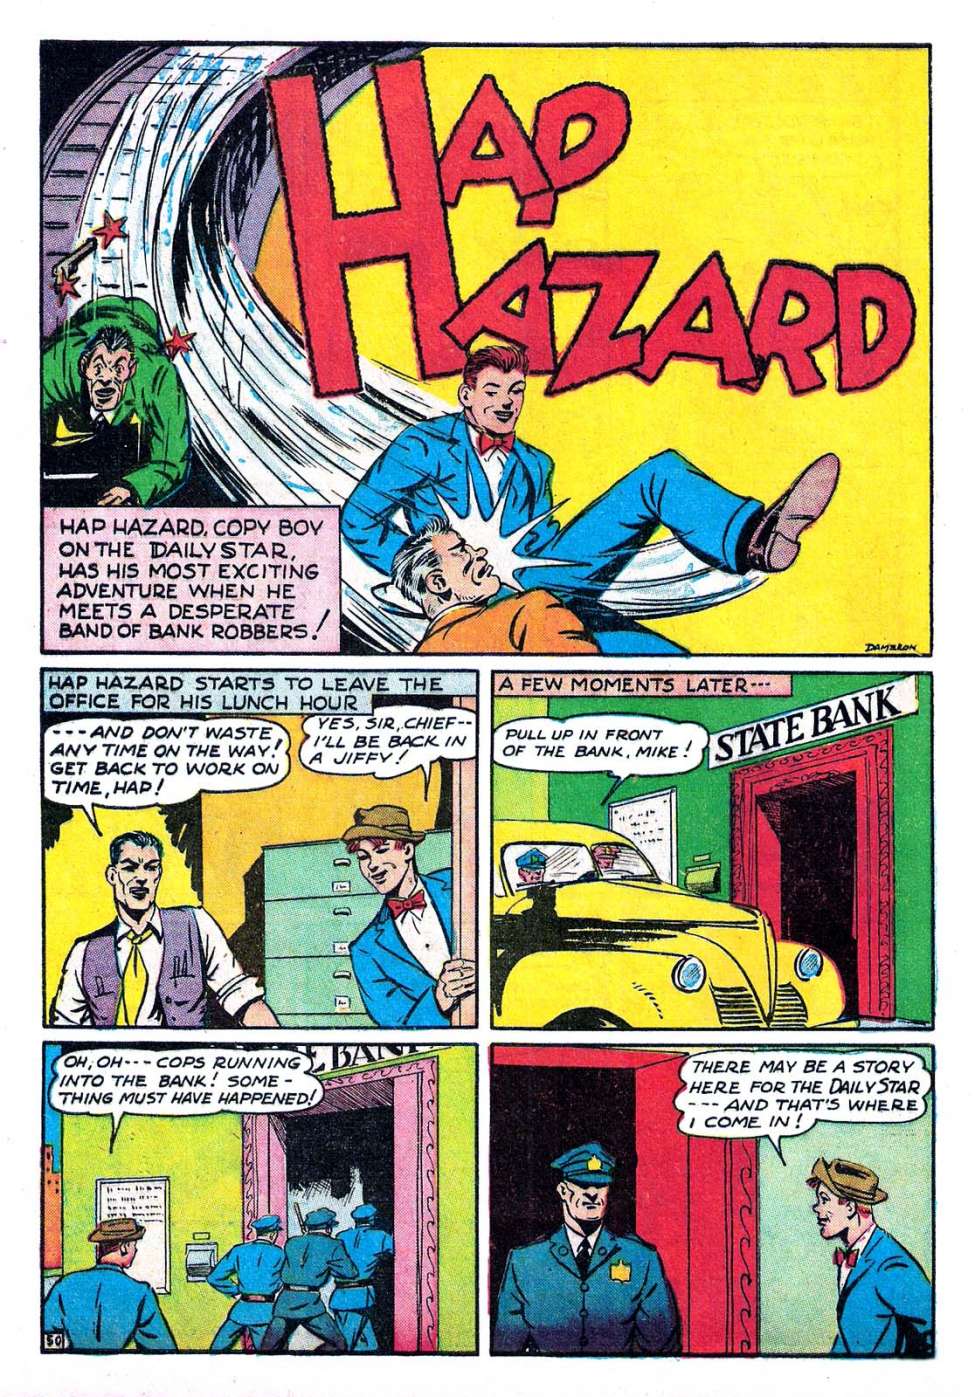 HAP
HAZARD
HAP HAZARD, COPY BOY
ON THE DAILY STAR,
HAS HIS MOST EXCITING
ADVENTURE WHEN HE
MEETS A DESPERATE
BAND OF BANK ROBBERS!
DAMERON
HAP HAZARD STARTS TO LEAVE THE
OFFICE FOR HIS LUNCH HOUR
----AND DON'T WASTE
ANY TIME ON THE WAY!
GET BACK TO WORK ON
TIME, HAP!
YES, SIR, CHIEF--
I'LL BE BACK IN
A JIFFY!
A FEW MOMENTS LATER---
PULL UP IN FRONT
OF THE BANK, MIKE!
STATE BANK
OH, OH--- COPS RUNNING
INTO THE BANK! SOME-
THING MUST HAVE HAPPENED!
E BAN
50
THERE MAY BE A STORY
HERE FOR THE DAILY STAR
---AND THAT'S WHERE
I COME IN!